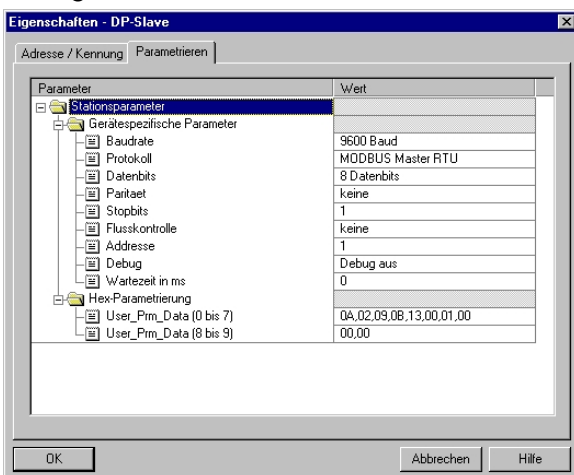 Eigenschaften - DP-Slave
Adresse / Kennung Parametrieren
Parameter Wert
Stationsparameter
Gerätespezifische Parameter
Baudrate 9600 Baud
Protokoll MODBUS Master RTU
Datenbits 8 Datenbits
Paritaet keine
Stopbits 1
Flusskontrolle keine
Addresse 1
Debug Debug aus
Wartezeit in ms 0
Hex-Parametrierung
User_Prm_Data (0 bis 7) 0A,02,09,0B,13,00,01,00
User_Prm_Data (8 bis 9) 00,00
OK Abbrechen Hilfe